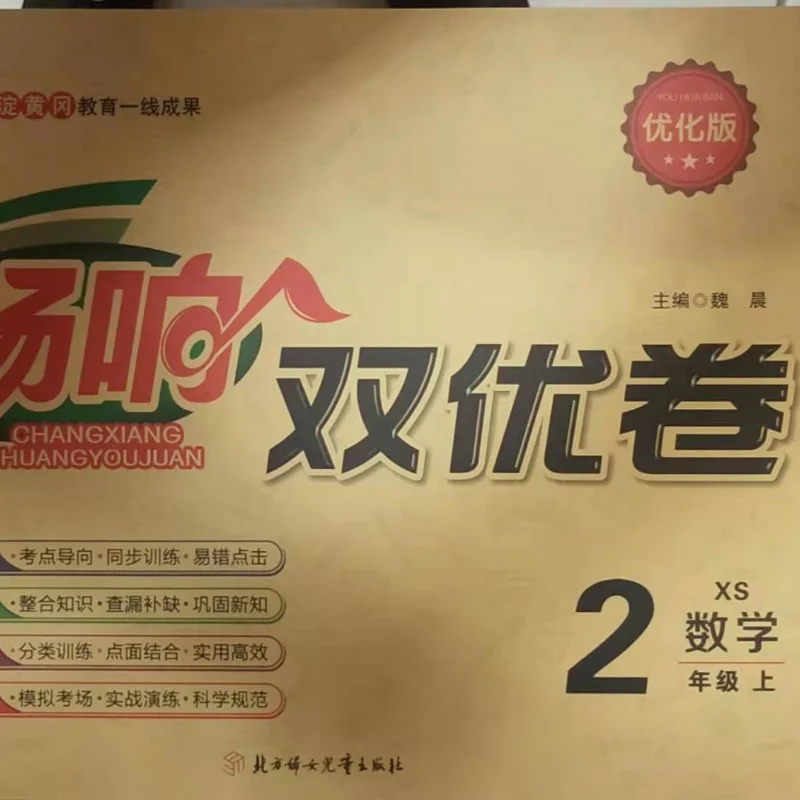 淀黄冈教育一线成果
YOU HUA BAN
优化版
畅响
CHANGXIANG
HUANGYOUJUAN
主编◎魏 晨
双优卷
·考点导向·同步训练·易错点击
·整合知识·查漏补缺·巩固新知
·分类训练·点面结合·实用高效
·模拟考场·实战演练·科学规范
2
XS
数学
年级 上
北方妇女儿童出版社